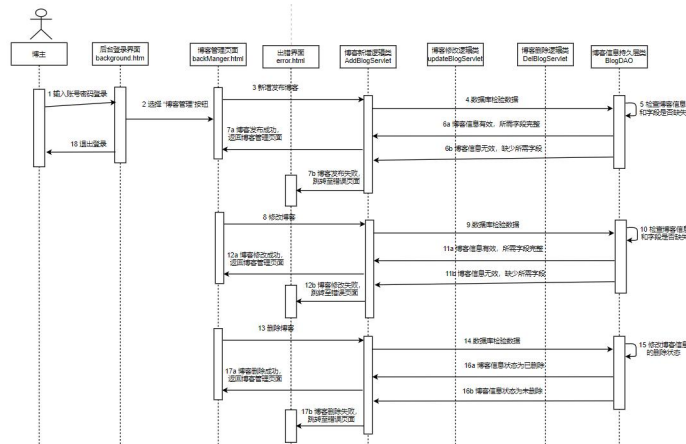 博主
后台登录界面
background.htm
博客管理页面
backManger.html
出错界面
error.html
博客新增逻辑类
AddBlogServlet
博客修改逻辑类
updateBlogServlet
博客删除逻辑类
DelBlogServlet
博客信息持久层类
BlogDAO
1 输入账号密码登录
2 选择 “博客管理”按钮
3 新增发布博客
4.数据库检验数据
5 检查博客信息
和字段是否缺失
6a 博客信息有效，所需字段完整
7a 博客发布成功，
返回博客管理页面
6b 博客信息无效，缺少所需字段
18 退出登录
7b 博客发布失败，
跳转至错误页面
8 修改博客
9.数据库检验数据
10 检查博客信息
和字段是否缺失
11a 博客信息有效，所需字段完整
12a 博客修改成功，
返回博客管理页面
11b 博客信息无效，缺少所需字段
12b 博客修改失败，
跳转至错误页面
13 删除博客
14.数据库检验数据
15 修改博客信息
的删除状态
16a 博客信息状态为已删除
17a 博客删除成功，
返回博客管理页面
16b 博客信息状态为未删除
17b 博客删除失败，
跳转至错误页面